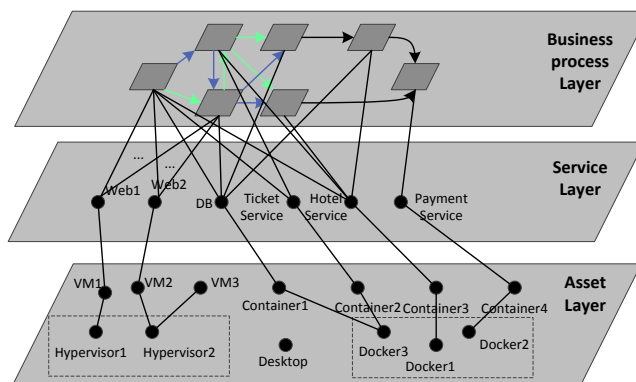 Business
process
Layer
...
...
Service
Layer
Web1
Web2
DB
Ticket
Service
Hotel
Service
Payment
Service
Asset
Layer
VM1
VM2
VM3
Container1
Container2
Container3
Container4
Hypervisor1
Hypervisor2
Desktop
Docker3
Docker1
Docker2